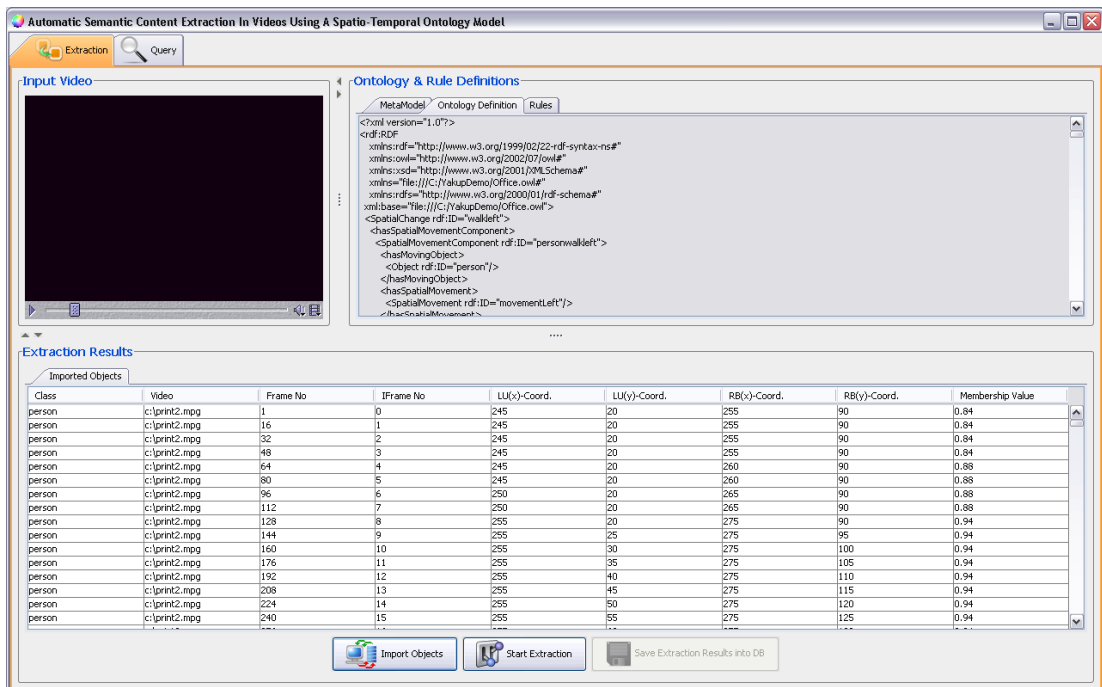 Automatic Semantic Content Extraction In Videos Using A Spatio-Temporal Ontology Model
Extraction Query
Input Video
Ontology & Rule Definitions
MetaModel Ontology Definition Rules
<?xml version="1.0"?>
<rdf:RDF
xmlns:rdf="http://www.w3.org/1999/02/22-rdf-syntax-ns#"
xmlns:owl="http://www.w3.org/2002/07/owl#"
xmlns:xsd="http://www.w3.org/2001/XMLSchema#"
xmlns="file:///C:/YakupDemo/Office.owl#"
xmlns:rdfs="http://www.w3.org/2000/01/rdf-schema#"
xml:base="file:///C:/YakupDemo/Office.owl">
<SpatialChange rdf:ID="walkleft">
<hasSpatialMovementComponent>
<SpatialMovementComponent rdf:ID="personwalkleft">
<hasMovingObject>
<Object rdf:ID="person"/>
</hasMovingObject>
<hasSpatialMovement>
<SpatialMovement rdf:ID="movementLeft"/>
</hasSpatialMovement>
Extraction Results
Imported Objects
Class Video Frame No IFrame No LU(x)-Coord. LU(y)-Coord. RB(x)-Coord. RB(y)-Coord. Membership Value
person c:\print2.mpg 1 0 245 20 255 90 0.84
person c:\print2.mpg 16 1 245 20 255 90 0.84
person c:\print2.mpg 32 2 245 20 255 90 0.84
person c:\print2.mpg 48 3 245 20 255 90 0.84
person c:\print2.mpg 64 4 245 20 260 90 0.88
person c:\print2.mpg 80 5 245 20 260 90 0.88
person c:\print2.mpg 96 6 250 20 265 90 0.88
person c:\print2.mpg 112 7 250 20 265 90 0.88
person c:\print2.mpg 128 8 255 20 275 90 0.94
person c:\print2.mpg 144 9 255 25 275 95 0.94
person c:\print2.mpg 160 10 255 30 275 100 0.94
person c:\print2.mpg 176 11 255 35 275 105 0.94
person c:\print2.mpg 192 12 255 40 275 110 0.94
person c:\print2.mpg 208 13 255 45 275 115 0.94
person c:\print2.mpg 224 14 255 50 275 120 0.94
person c:\print2.mpg 240 15 255 55 275 125 0.94
Import Objects Start Extraction Save Extraction Results into DB